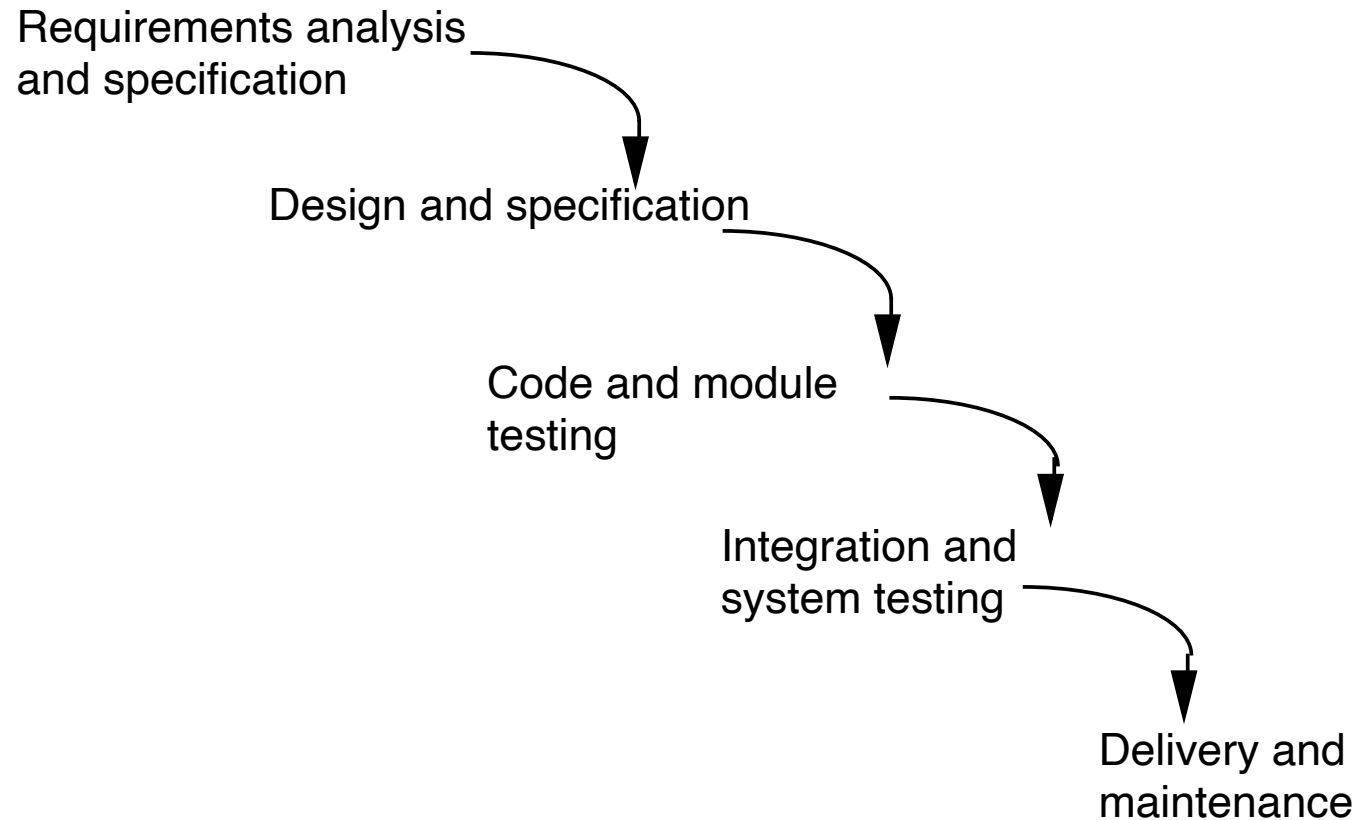 Requirements analysis
and specification
Design and specification
Code and module
testing
Integration and
system testing
Delivery and
maintenance